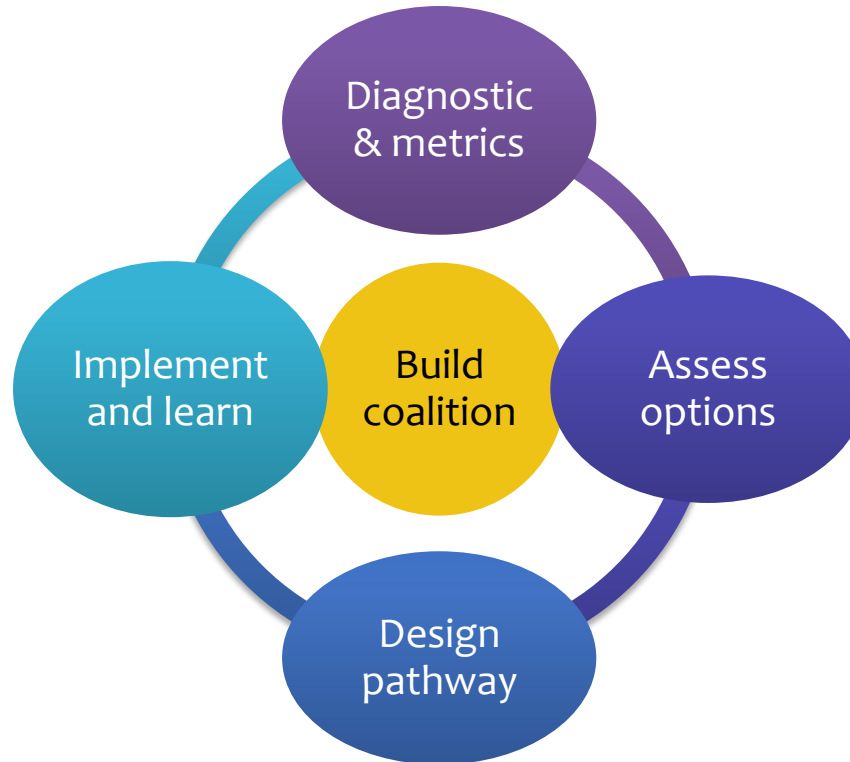 Diagnostic
& metrics
Implement
and learn
Build
coalition
Assess
options
Design
pathway